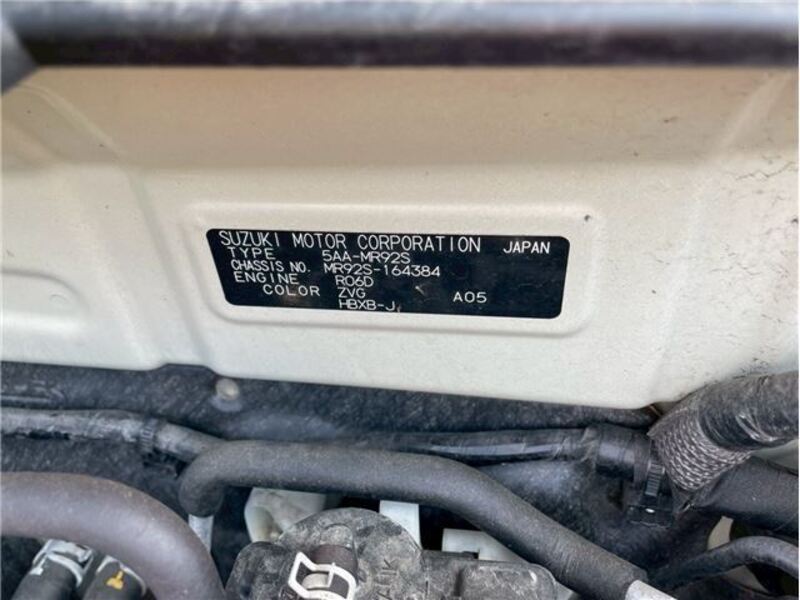 SUZUKI MOTOR CORPORATION JAPAN
TYPE 5AA-MR92S
CHASSIS NO. MR92S-164384
ENGINE R06D
COLOR ZVG A05
HBXB-J